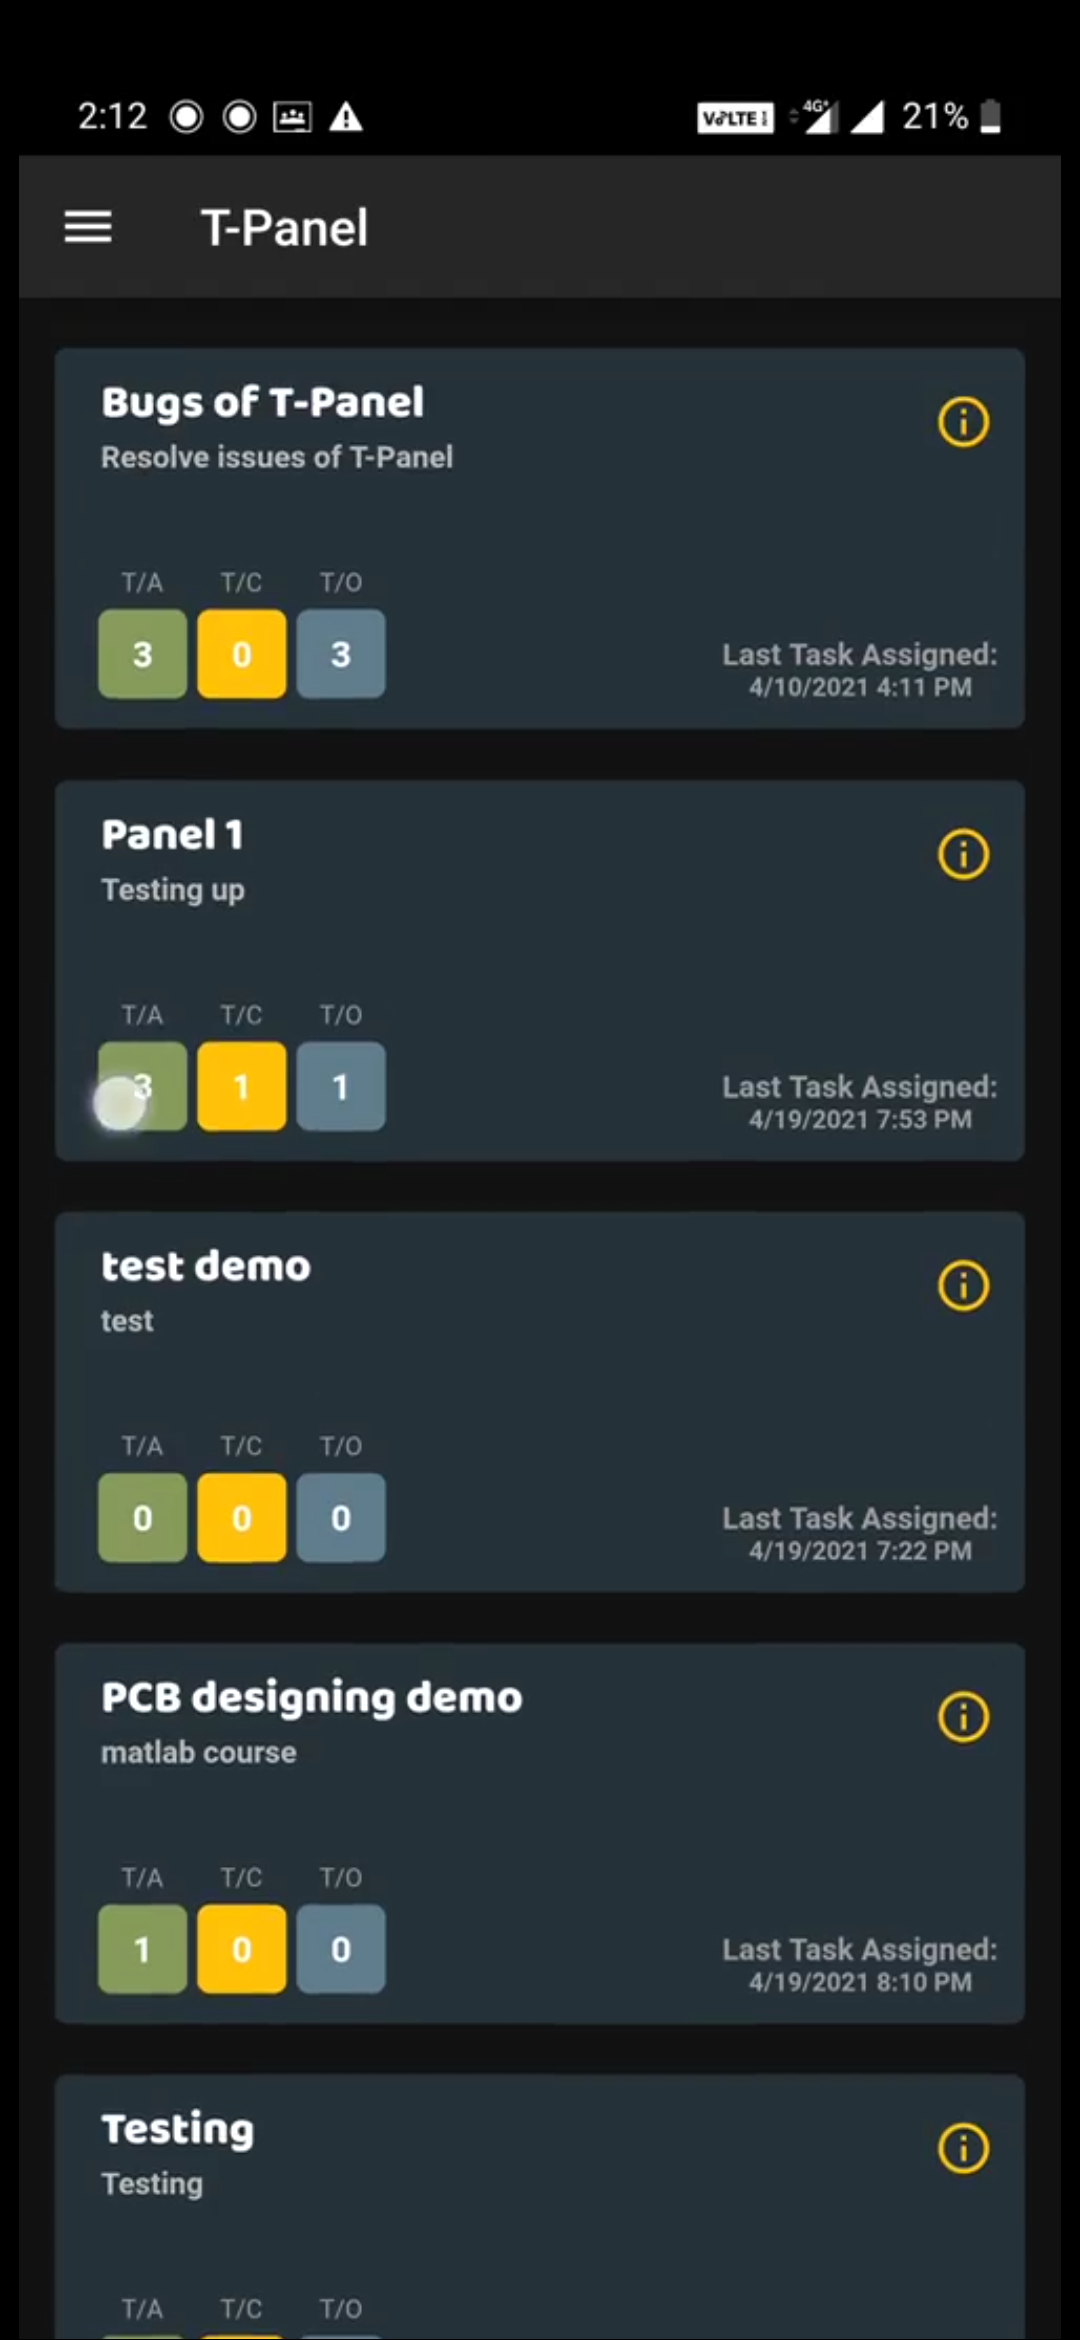 2:12 VoLTE 1 4G+ 21%
T-Panel
Bugs of T-Panel
Resolve issues of T-Panel
T/A T/C T/O
3 0 3
Last Task Assigned:
4/10/2021 4:11 PM
Panel 1
Testing up
T/A T/C T/O
3 1 1
Last Task Assigned:
4/19/2021 7:53 PM
test demo
test
T/A T/C T/O
0 0 0
Last Task Assigned:
4/19/2021 7:22 PM
PCB designing demo
matlab course
T/A T/C T/O
1 0 0
Last Task Assigned:
4/19/2021 8:10 PM
Testing
Testing
T/A T/C T/O